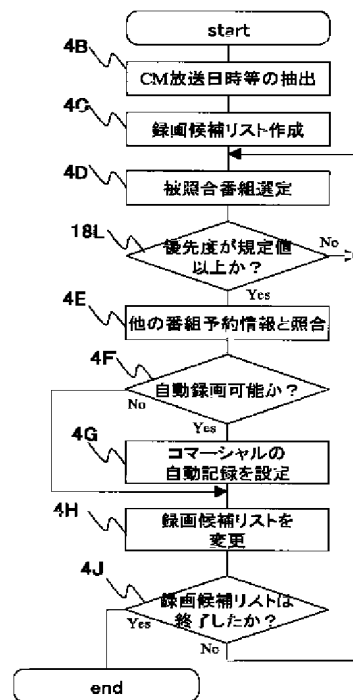 start
4B
CM放送日時等の抽出
4C
録画候補リスト作成
4D
被照合番組選定
18L
優先度が規定値
以上か？
No
Yes
4E
他の番組予約情報と照合
4F
自動録画可能か？
No
Yes
4G
コマーシャルの
自動記録を設定
4H
録画候補リストを
変更
4J
録画候補リストは
終了したか？
Yes
No
end